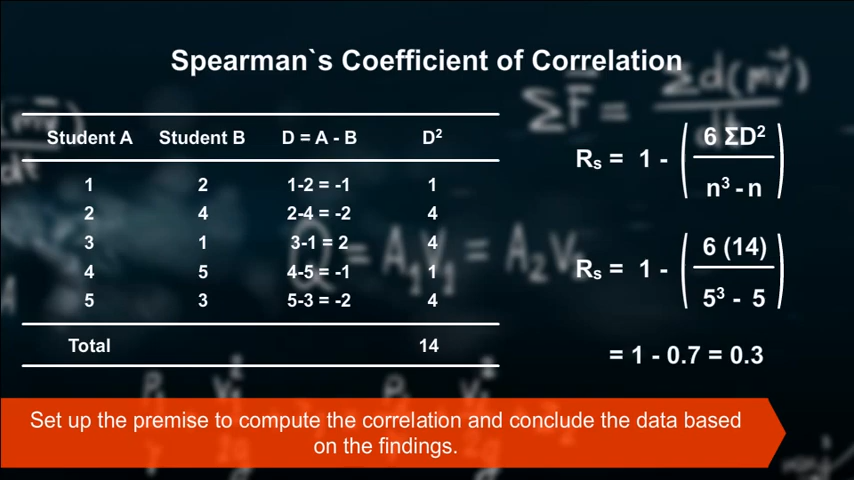 Spearman`s Coefficient of Correlation
Student A Student B D = A - B D²
1 2 1-2 = -1 1
2 4 2-4 = -2 4
3 1 3-1 = 2 4
4 5 4-5 = -1 1
5 3 5-3 = -2 4
Total 14
Rₛ = 1 - ( 6 ΣD² / n³ - n )
Rₛ = 1 - ( 6 (14) / 5³ - 5 )
= 1 - 0.7 = 0.3
Set up the premise to compute the correlation and conclude the data based
on the findings.